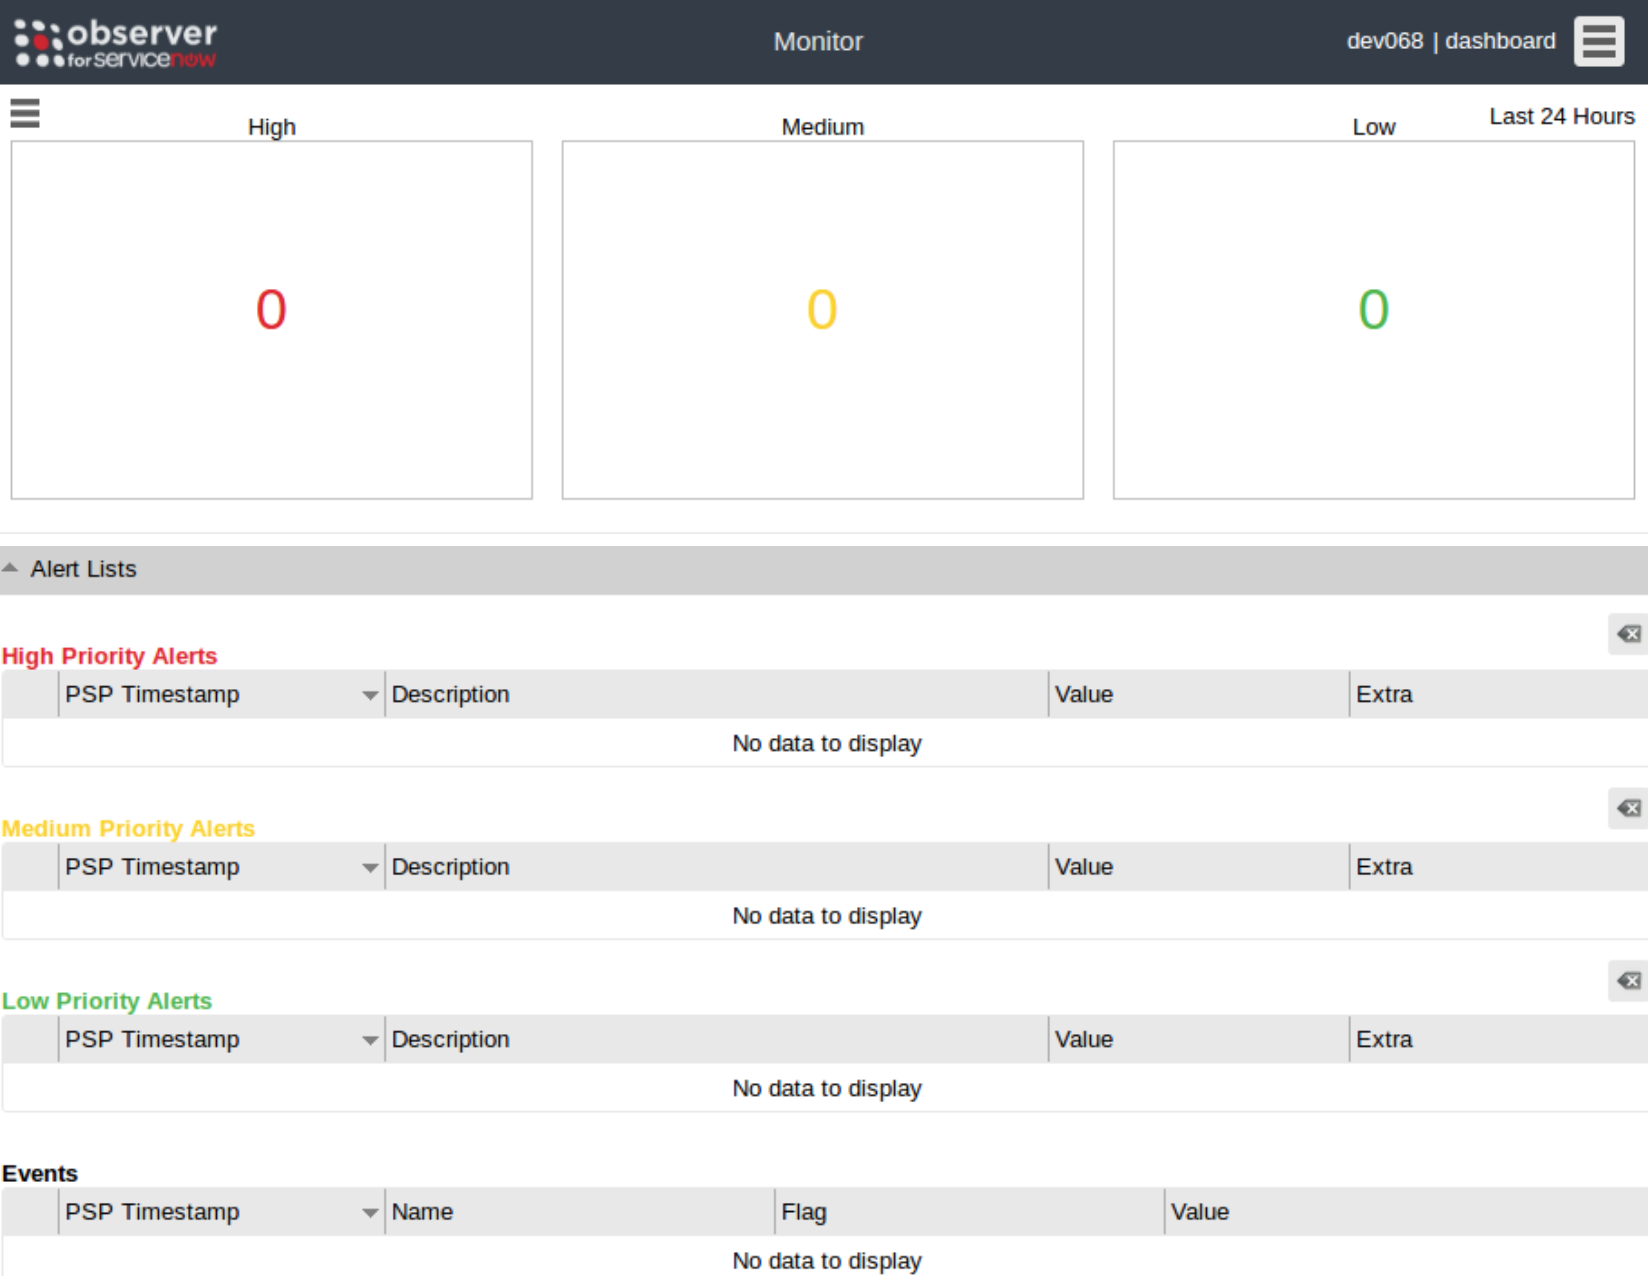 observer
for servicenow
Monitor
dev068 | dashboard
High
Medium
Low
Last 24 Hours
0
0
0
Alert Lists
High Priority Alerts
PSP Timestamp Description Value Extra
No data to display
Medium Priority Alerts
PSP Timestamp Description Value Extra
No data to display
Low Priority Alerts
PSP Timestamp Description Value Extra
No data to display
Events
PSP Timestamp Name Flag Value
No data to display